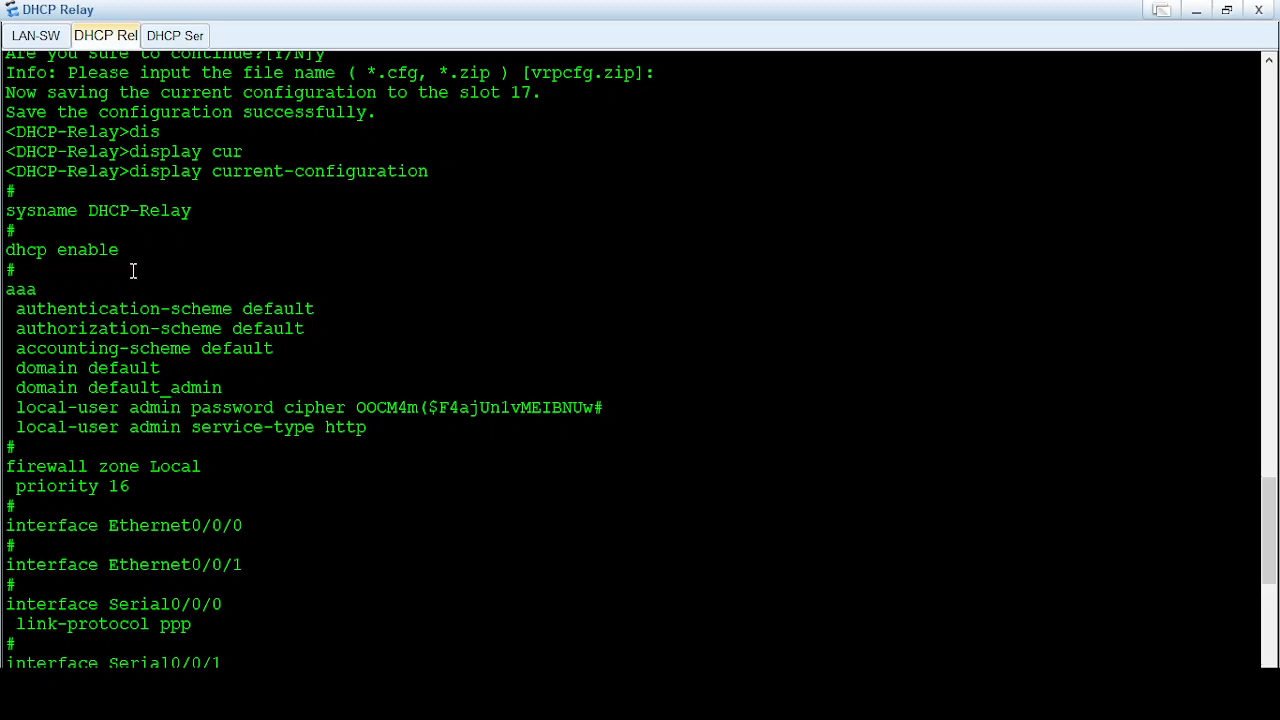 DHCP Relay
LAN-SW DHCP Rel DHCP Ser
Are you sure to continue?[Y/N]y
Info: Please input the file name ( *.cfg, *.zip ) [vrpcfg.zip]:
Now saving the current configuration to the slot 17.
Save the configuration successfully.
<DHCP-Relay>dis
<DHCP-Relay>display cur
<DHCP-Relay>display current-configuration
#
sysname DHCP-Relay
#
dhcp enable
#
aaa
authentication-scheme default
authorization-scheme default
accounting-scheme default
domain default
domain default_admin
local-user admin password cipher OOCM4m($F4ajUn1vMEIBNUw#
local-user admin service-type http
#
firewall zone Local
priority 16
#
interface Ethernet0/0/0
#
interface Ethernet0/0/1
#
interface Serial0/0/0
link-protocol ppp
#
interface Serial0/0/1